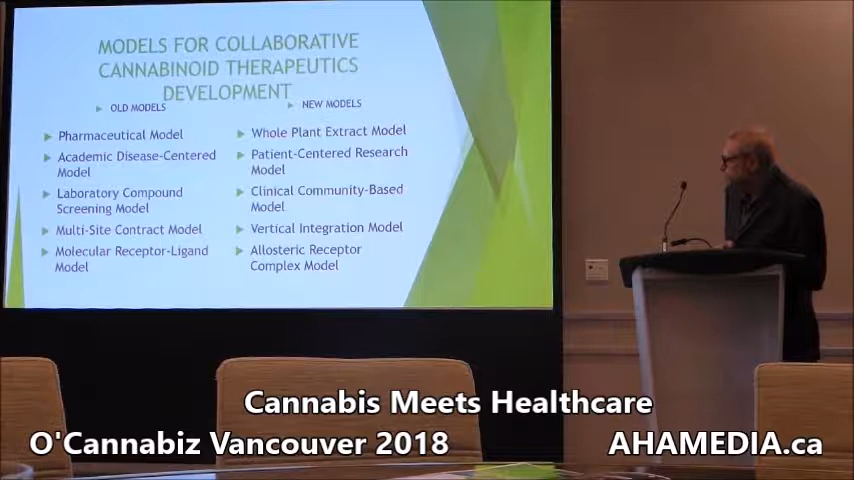 MODELS FOR COLLABORATIVE
CANNABINOID THERAPEUTICS
DEVELOPMENT
OLD MODELS
Pharmaceutical Model
Academic Disease-Centered
Model
Laboratory Compound
Screening Model
Multi-Site Contract Model
Molecular Receptor-Ligand
Model
NEW MODELS
Whole Plant Extract Model
Patient-Centered Research
Model
Clinical Community-Based
Model
Vertical Integration Model
Allosteric Receptor
Complex Model
Cannabis Meets Healthcare
O'Cannabiz Vancouver 2018
AHAMEDIA.ca